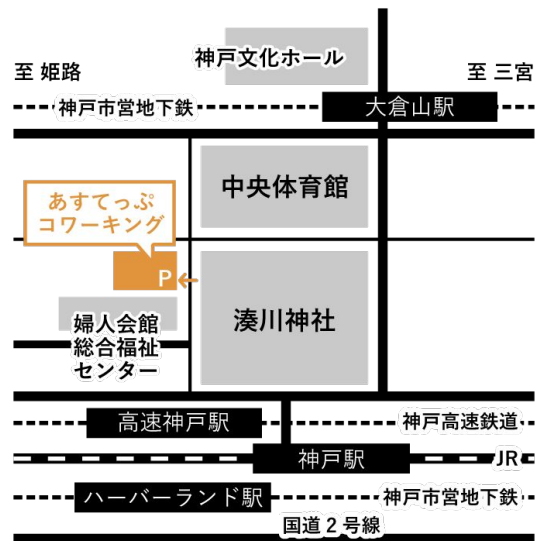 神戸文化ホール
至 姫路
至 三宮
神戸市営地下鉄
大倉山駅
中央体育館
あすてっぷ
コワーキング
P
湊川神社
婦人会館
総合福祉
センター
高速神戸駅
神戸高速鉄道
神戸駅
JR
ハーバーランド駅
神戸市営地下鉄
国道2号線